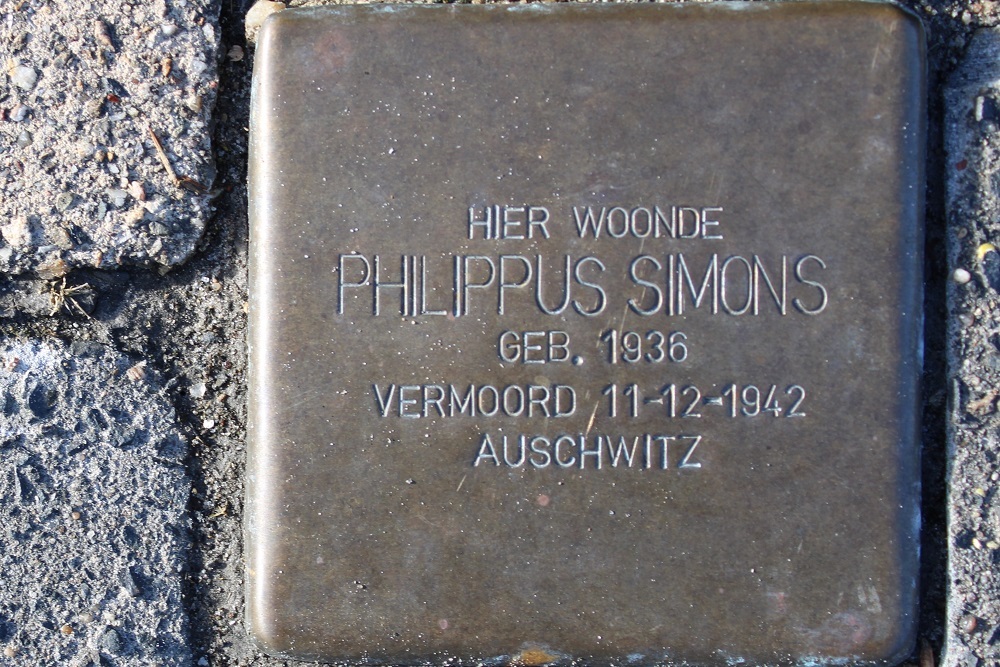 HIER WOONDE
PHILIPPUS SIMONS
GEB. 1936
VERMOORD 11-12-1942
AUSCHWITZ